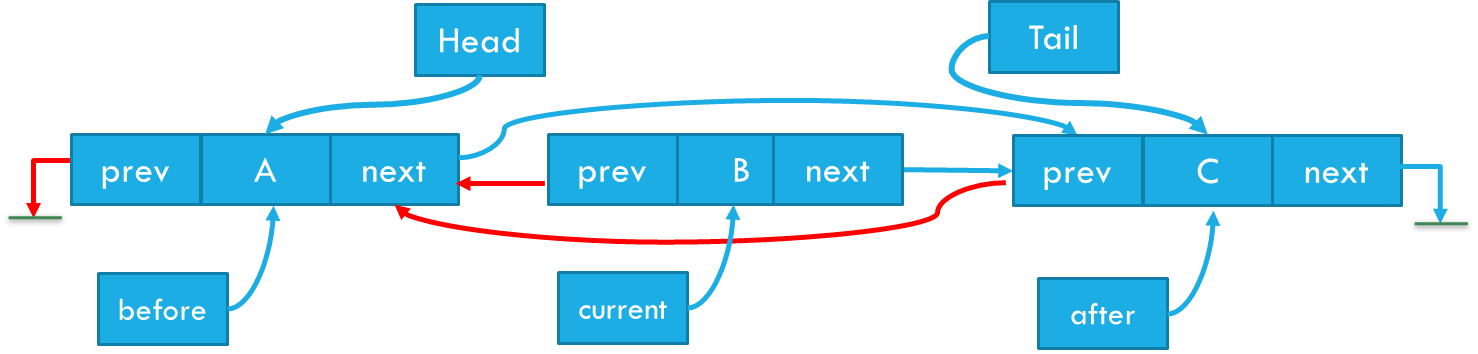 Head
Tail
prev A next
prev B next
prev C next
before
current
after